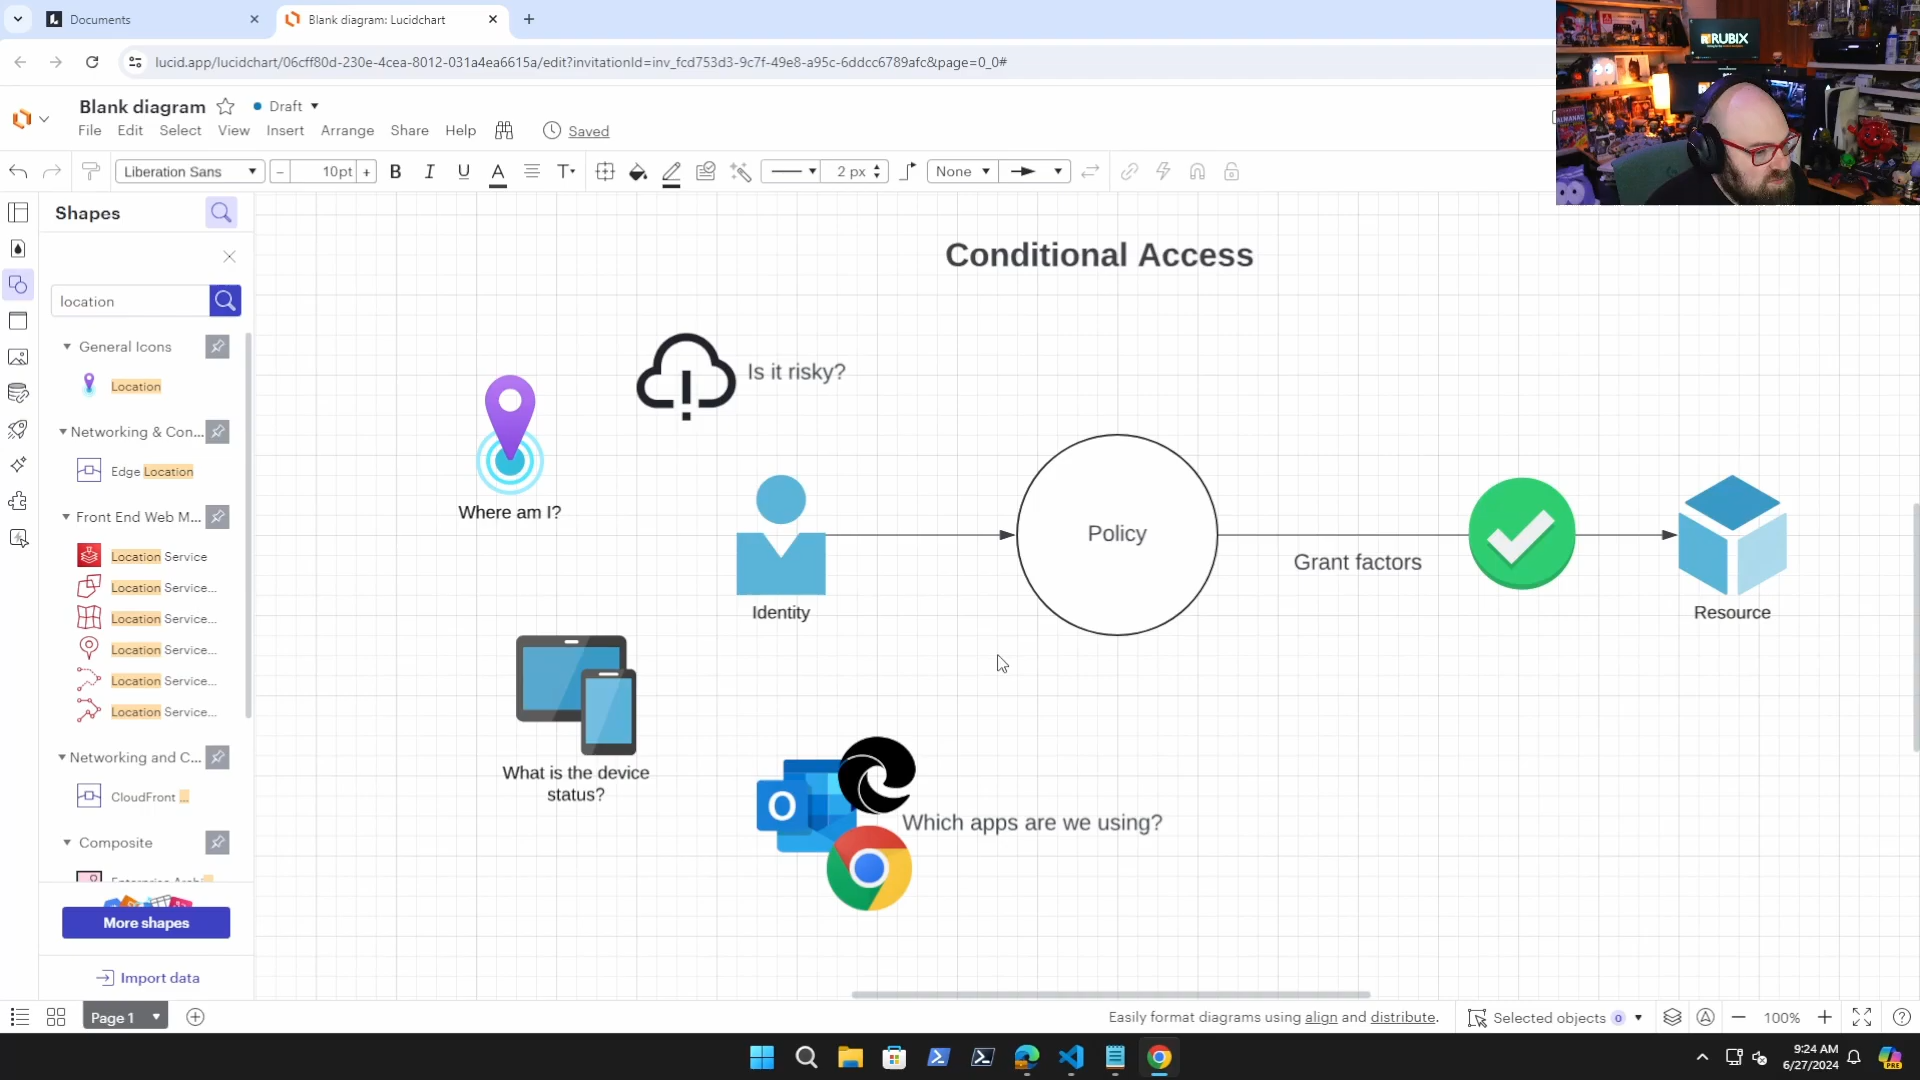 Documents
Blank diagram: Lucidchart
lucid.app/lucidchart/06cff80d-230e-4cea-8012-031a4ea6615a/edit?invitationId=inv_fcd753d3-9c7f-49e8-a95c-6ddcc6789afc&page=0_0#
RUBIX
Blank diagram
Draft
File Edit Select View Insert Arrange Share Help
Saved
Liberation Sans
10pt
B I U A T
2 px
None
Shapes
location
General Icons
Location
Networking & Con...
Edge Location
Front End Web M...
Location Service
Location Service...
Location Service...
Location Service...
Location Service...
Location Service...
Networking and C...
CloudFront ...
Composite
More shapes
Import data
Conditional Access
Is it risky?
Where am I?
Identity
Policy
Grant factors
Resource
What is the device
status?
O
Which apps are we using?
Page 1
Easily format diagrams using align and distribute.
Selected objects 0
100%
9:24 AM
6/27/2024
PRE